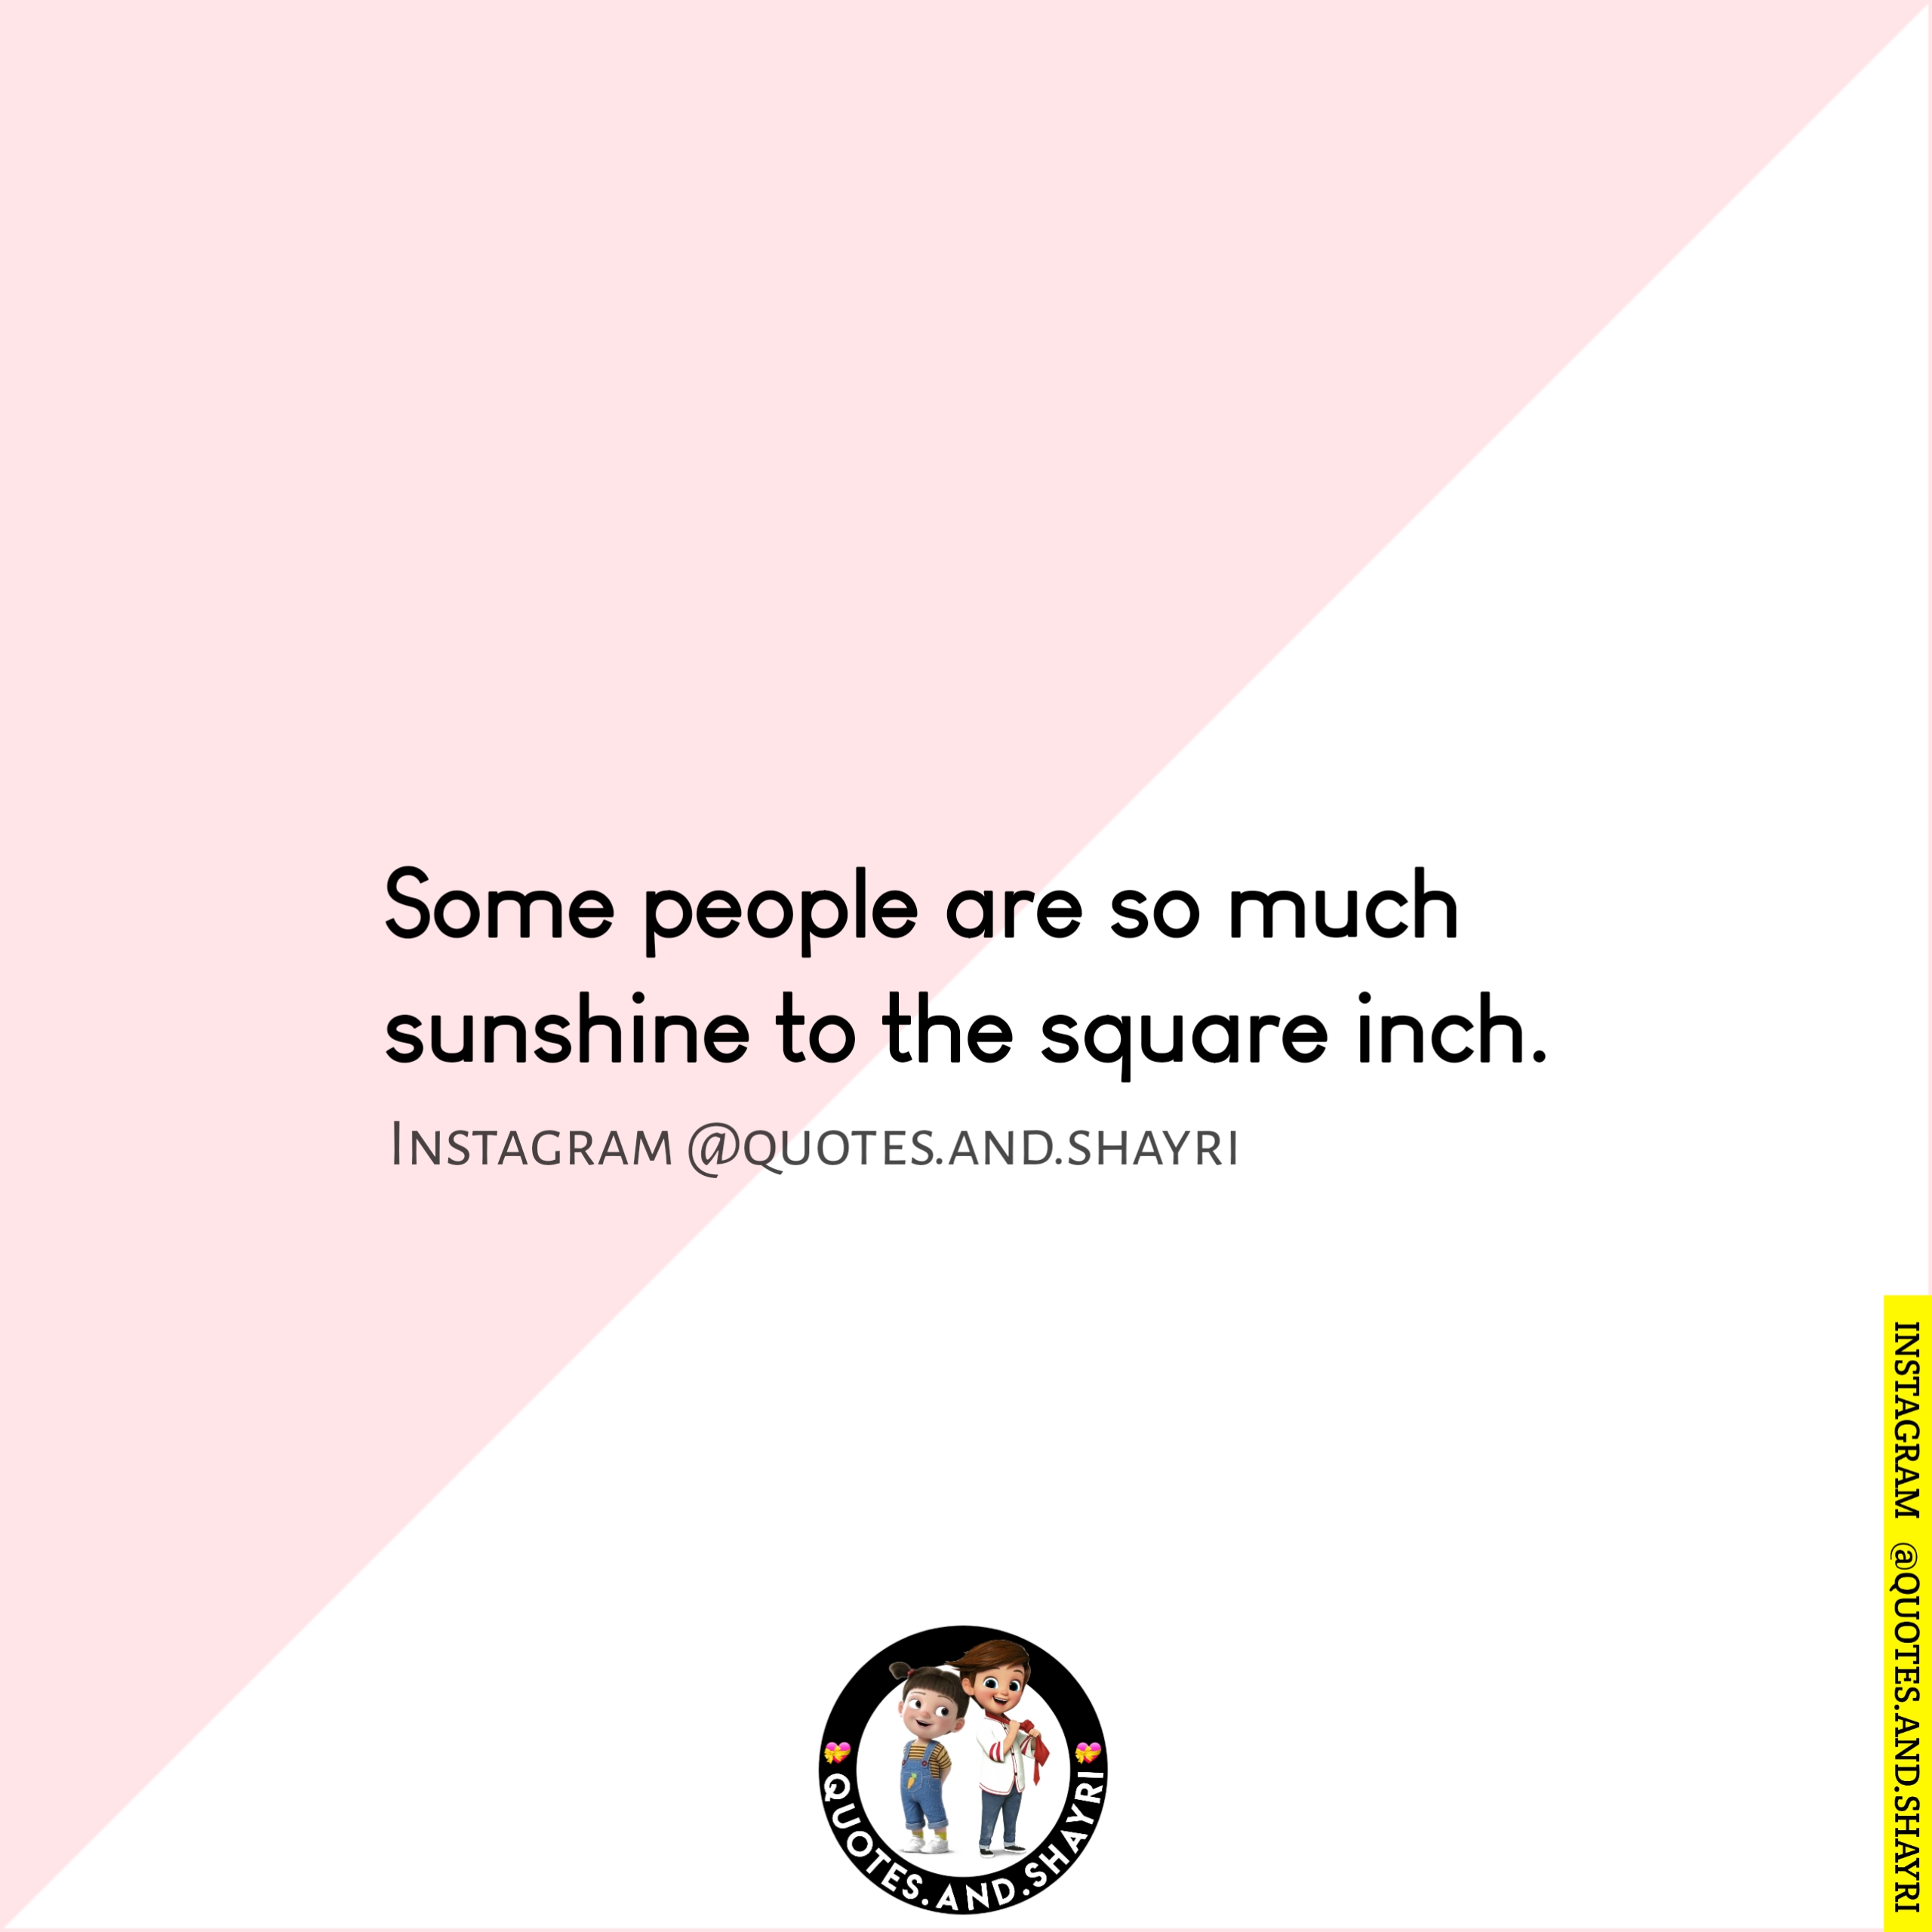 Some people are so much
sunshine to the square inch.
Instagram @quotes.and.shayri
INSTAGRAM @QUOTES.AND.SHAYRI
QUOTES.AND.SHAYRI